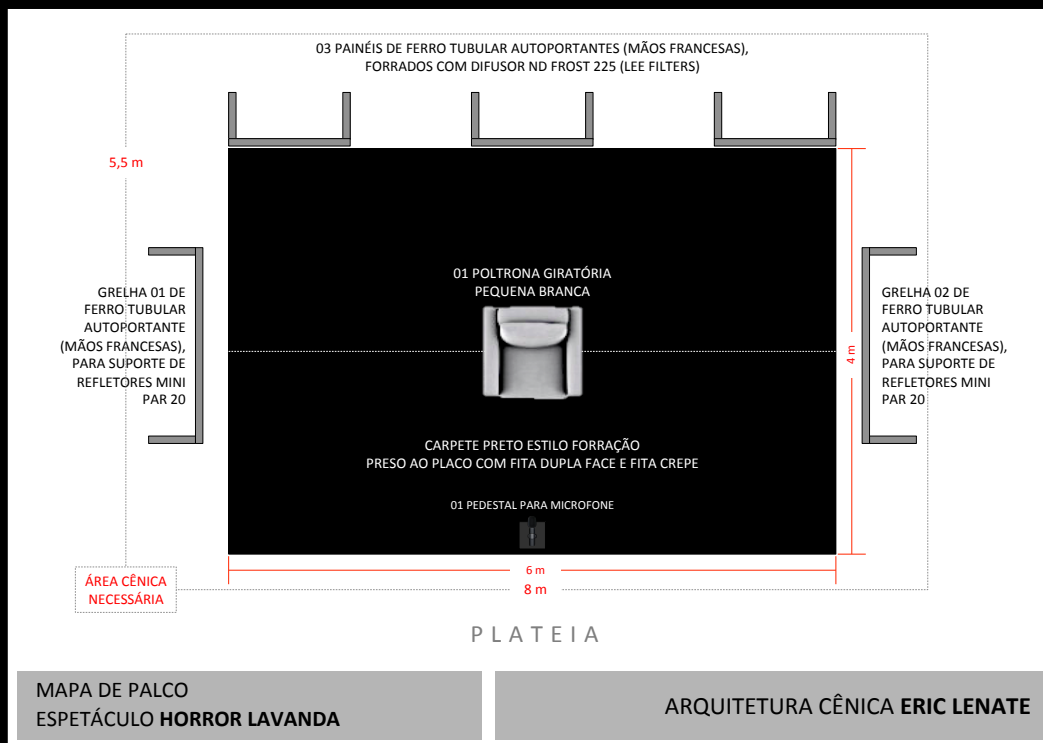 03 PAINÉIS DE FERRO TUBULAR AUTOPORTANTES (MÃOS FRANCESAS),
FORRADOS COM DIFUSOR ND FROST 225 (LEE FILTERS)
5,5 m
01 POLTRONA GIRATÓRIA
PEQUENA BRANCA
GRELHA 01 DE
FERRO TUBULAR
AUTOPORTANTE
(MÃOS FRANCESAS),
PARA SUPORTE DE
REFLETORES MINI
PAR 20
GRELHA 02 DE
FERRO TUBULAR
AUTOPORTANTE
(MÃOS FRANCESAS),
PARA SUPORTE DE
REFLETORES MINI
PAR 20
4 m
CARPETE PRETO ESTILO FORRAÇÃO
PRESO AO PLACO COM FITA DUPLA FACE E FITA CREPE
01 PEDESTAL PARA MICROFONE
6 m
8 m
ÁREA CÊNICA
NECESSÁRIA
PLATEIA
MAPA DE PALCO
ESPETÁCULO HORROR LAVANDA
ARQUITETURA CÊNICA ERIC LENATE